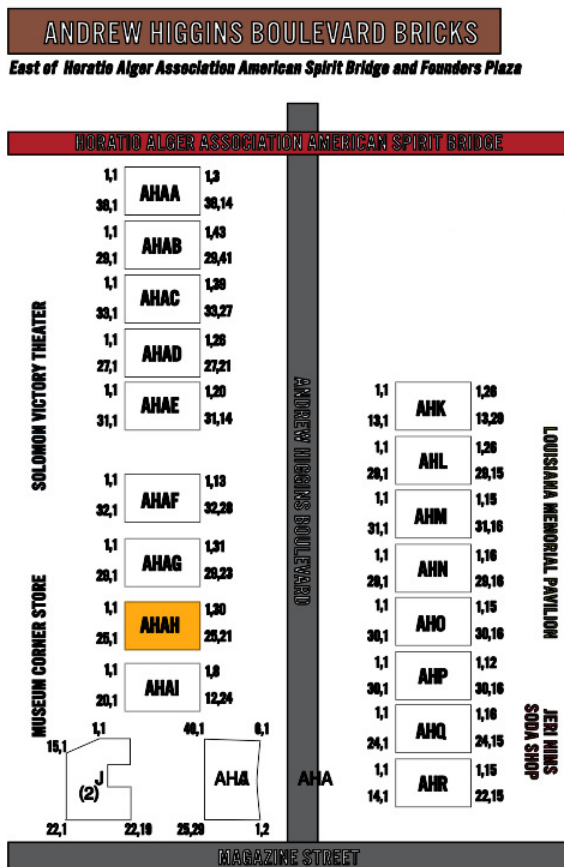 ANDREW HIGGINS BOULEVARD BRICKS
East of Horatio Alger Association American Spirit Bridge and Founders Plaza
HORATIO ALGER ASSOCIATION AMERICAN SPIRIT BRIDGE
1,1 AHAA 1,3
38,1 38,14
1,1 AHAB 1,43
29,1 29,41
1,1 AHAC 1,39
33,1 33,27
1,1 AHAD 1,26
27,1 27,21
1,1 AHAE 1,20
31,1 31,14
1,1 AHAF 1,13
32,1 32,28
1,1 AHAG 1,31
29,1 29,23
1,1 AHAH 1,30
25,1 25,21
1,1 AHAI 1,8
20,1 12,24
SOLOMON VICTORY THEATER
MUSEUM CORNER STORE
ANDREW HIGGINS BOULEVARD
1,1 AHK 1,26
13,1 13,29
1,1 AHL 1,26
29,1 29,15
1,1 AHM 1,15
31,1 31,16
1,1 AHN 1,16
29,1 29,16
1,1 AHO 1,15
30,1 30,16
1,1 AHP 1,12
30,1 30,16
1,1 AHQ 1,16
24,1 24,15
1,1 AHR 1,15
14,1 22,15
LOUISIANA MEMORIAL PAVILION
JERI NIMS
SODA SHOP
1,1
15,1
J
(2)
22,1 22,19
40,1 6,1
25,29 1,2
AHA
MAGAZINE STREET